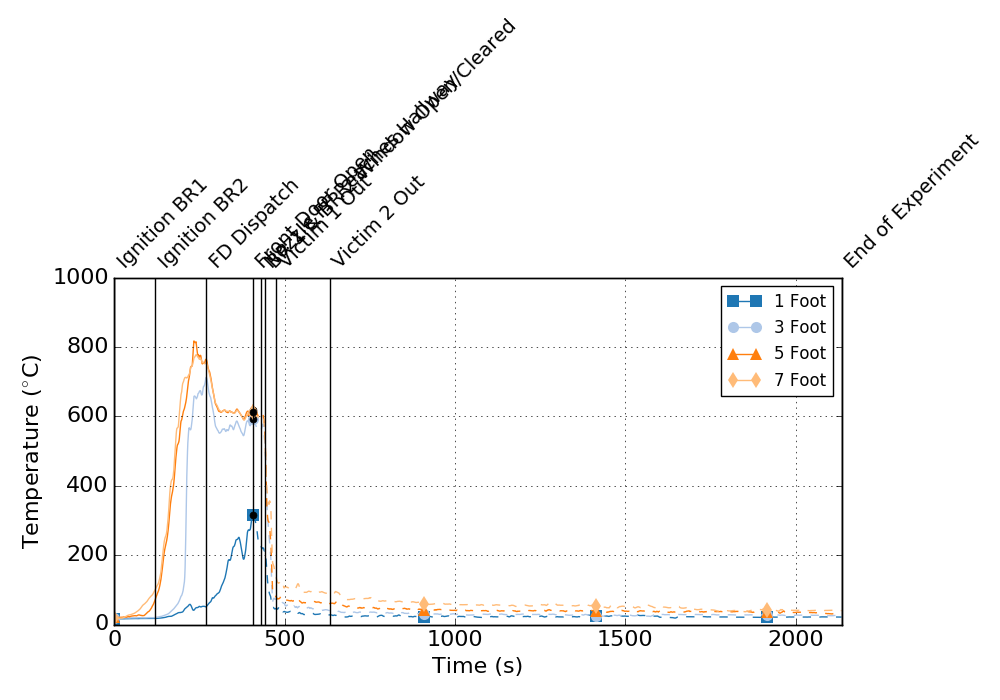 Ignition BR1
Ignition BR2
FD Dispatch
Front Door Open
Victim 1 Out
Victim 2 Out
End of Experiment
1000
800
600
400
200
0
0
500
1000
1500
2000
Temperature (°C)
Time (s)
1 Foot
3 Foot
5 Foot
7 Foot